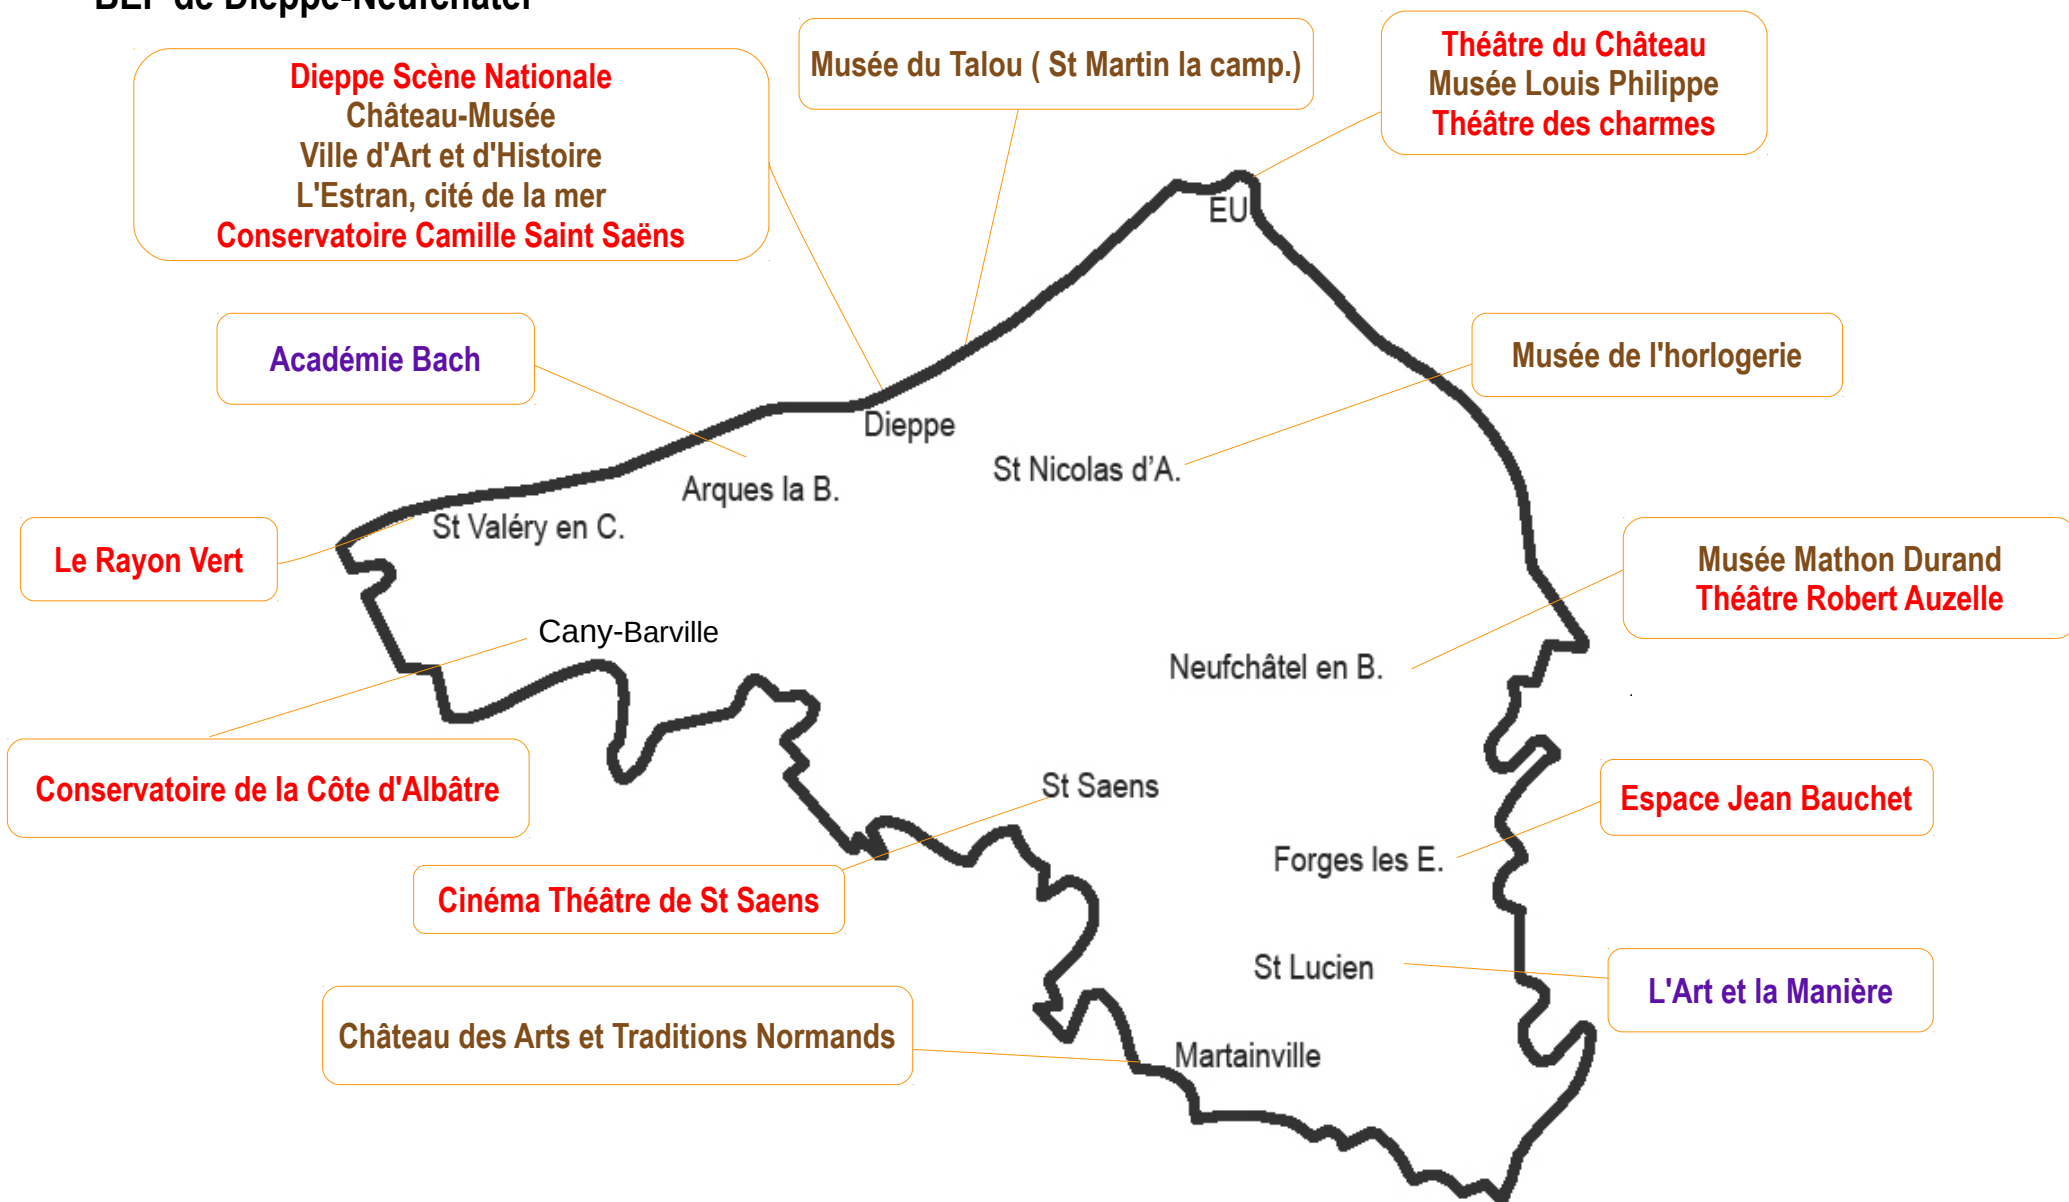 BEF de Dieppe-Neufchâtel
Dieppe Scène Nationale
Château-Musée
Ville d'Art et d'Histoire
L'Estran, cité de la mer
Conservatoire Camille Saint Saëns
Musée du Talou ( St Martin la camp.)
Théâtre du Château
Musée Louis Philippe
Théâtre des charmes
EU
Académie Bach
Musée de l'horlogerie
Dieppe
St Nicolas d’A.
Arques la B.
St Valéry en C.
Le Rayon Vert
Musée Mathon Durand
Théâtre Robert Auzelle
Cany-Barville
Neufchâtel en B.
Conservatoire de la Côte d'Albâtre
St Saens
Espace Jean Bauchet
Forges les E.
Cinéma Théâtre de St Saens
St Lucien
L'Art et la Manière
Château des Arts et Traditions Normands
Martainville